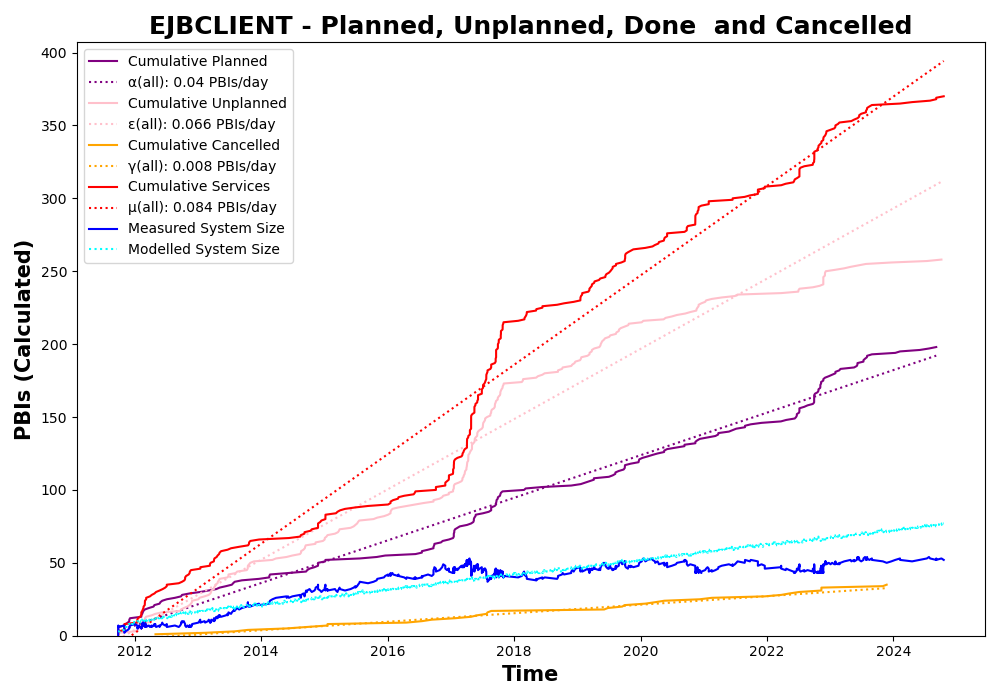 EJBCLIENT - Planned, Unplanned, Done  and Cancelled
PBIs (Calculated)
400
350
300
250
200
150
100
50
0
Cumulative Planned
α(all): 0.04 PBIs/day
Cumulative Unplanned
ε(all): 0.066 PBIs/day
Cumulative Cancelled
γ(all): 0.008 PBIs/day
Cumulative Services
μ(all): 0.084 PBIs/day
Measured System Size
Modelled System Size
2012 2014 2016 2018 2020 2022 2024
Time